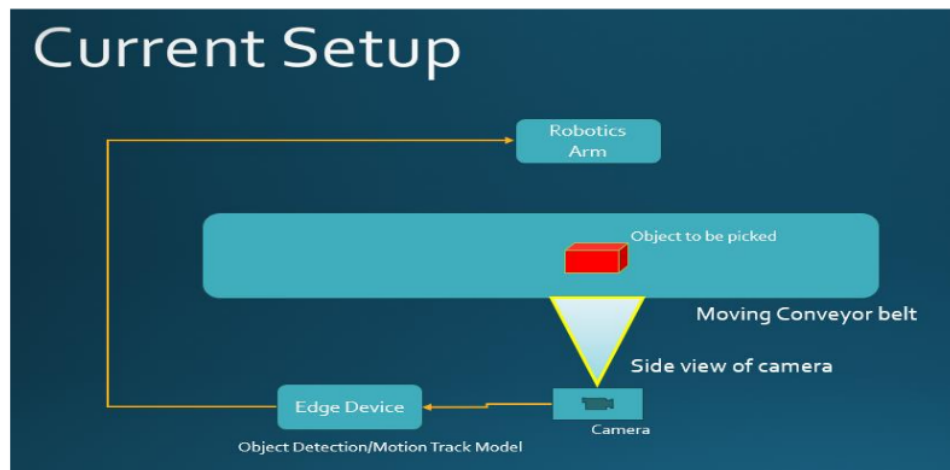 Current Setup
Robotics
Arm
Object to be picked
Moving Conveyor belt
Side view of camera
Edge Device
Camera
Object Detection/Motion Track Model